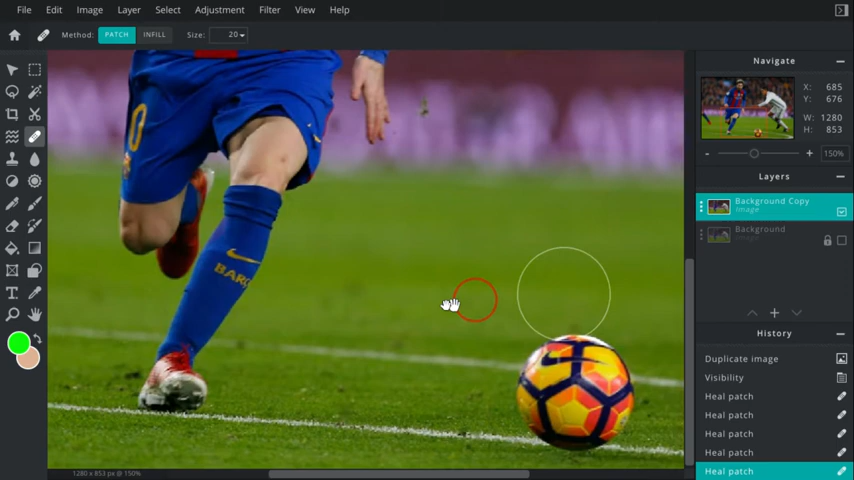 File Edit Image Layer Select Adjustment Filter View Help
Method: PATCH INFILL Size: 20
Navigate
X: 685
Y: 676
W: 1280
H: 853
- + 150%
Layers
Background Copy
Image
Background
Image
History
Duplicate image
Visibility
Heal patch
Heal patch
Heal patch
Heal patch
Heal patch
1280 x 853 px @ 150%
0
BARÇ